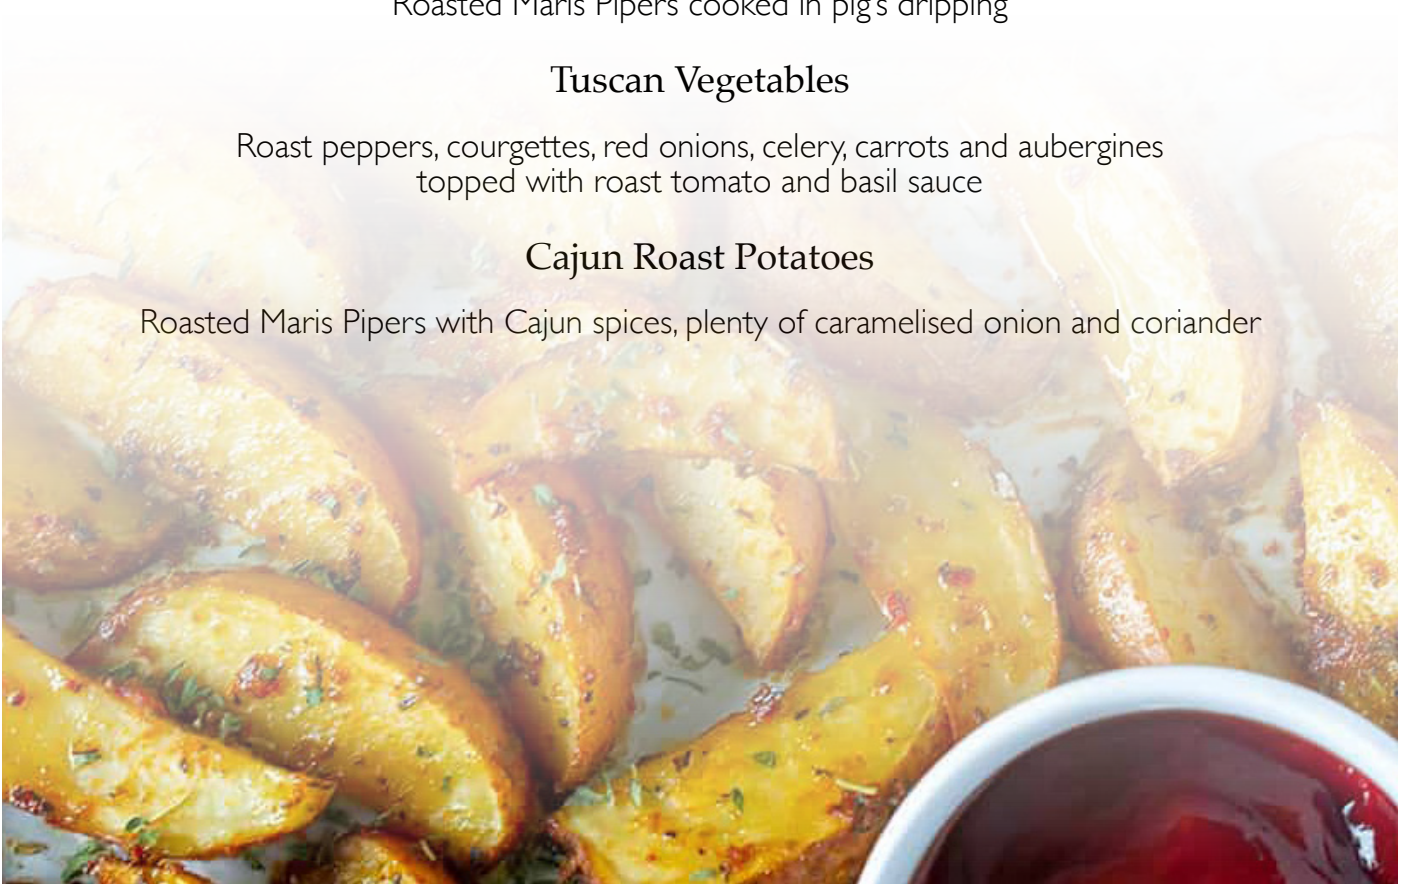 Roasted Maris Pipers cooked in pig's dripping
Tuscan Vegetables
Roast peppers, courgettes, red onions, celery, carrots and aubergines
topped with roast tomato and basil sauce
Cajun Roast Potatoes
Roasted Maris Pipers with Cajun spices, plenty of caramelised onion and coriander